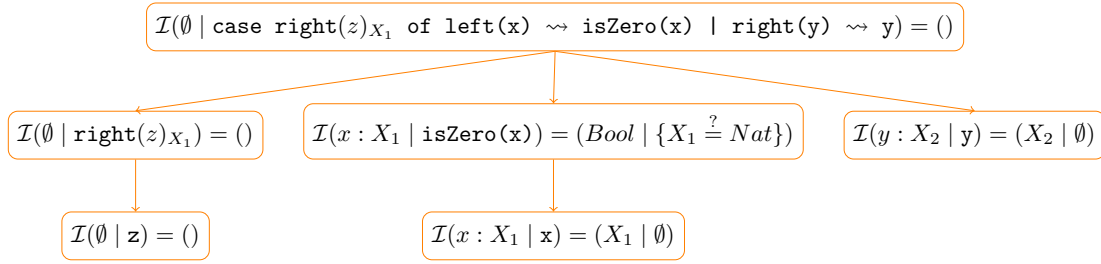 𝓘(∅ | case right(z)_{X_1} of left(x) ⇝ isZero(x) | right(y) ⇝ y) = ()
𝓘(∅ | right(z)_{X_1}) = () 𝓘(x : X_1 | isZero(x)) = (Bool | {X_1 ≟ Nat}) 𝓘(y : X_2 | y) = (X_2 | ∅)
𝓘(∅ | z) = () 𝓘(x : X_1 | x) = (X_1 | ∅)